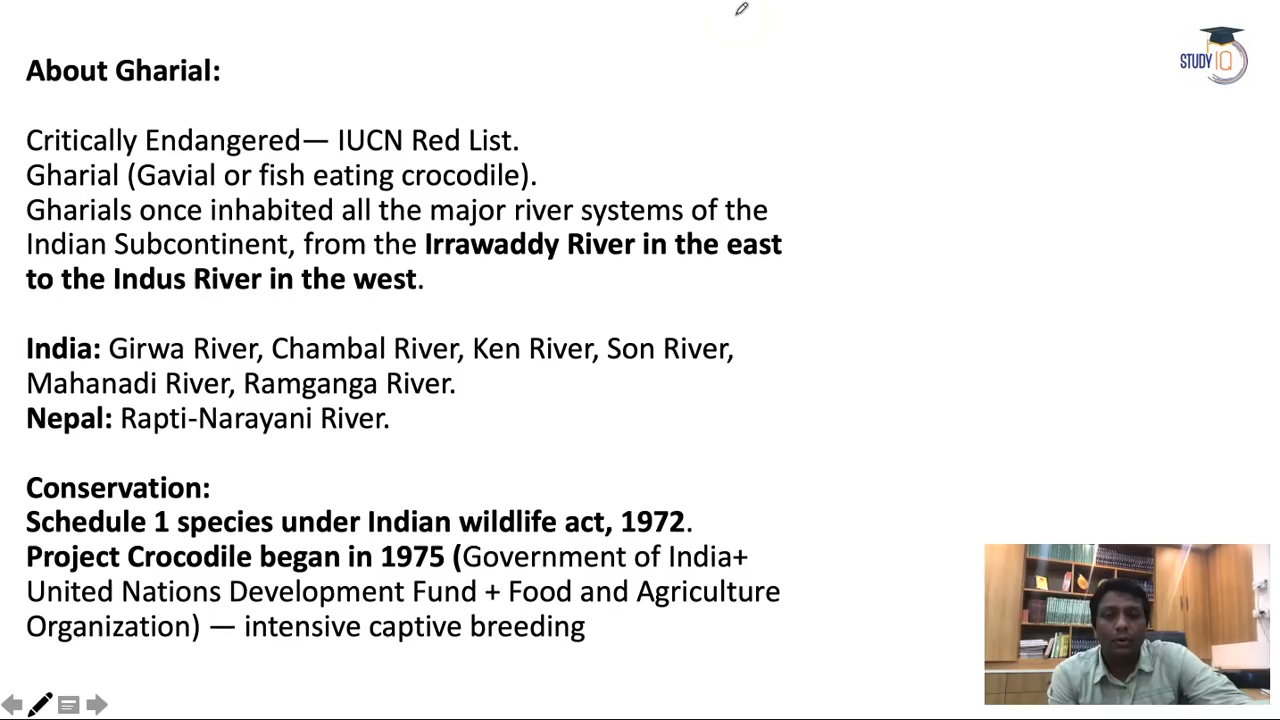 About Gharial:
STUDY IQ
Critically Endangered— IUCN Red List.
Gharial (Gavial or fish eating crocodile).
Gharials once inhabited all the major river systems of the
Indian Subcontinent, from the Irrawaddy River in the east
to the Indus River in the west.
India: Girwa River, Chambal River, Ken River, Son River,
Mahanadi River, Ramganga River.
Nepal: Rapti-Narayani River.
Conservation:
Schedule 1 species under Indian wildlife act, 1972.
Project Crocodile began in 1975 (Government of India+
United Nations Development Fund + Food and Agriculture
Organization) — intensive captive breeding